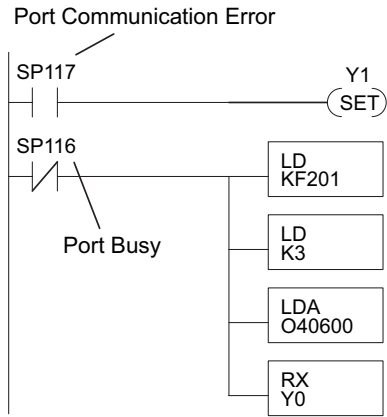 Port Communication Error
SP117
Y1
SET
SP116
Port Busy
LD
KF201
LD
K3
LDA
O40600
RX
Y0